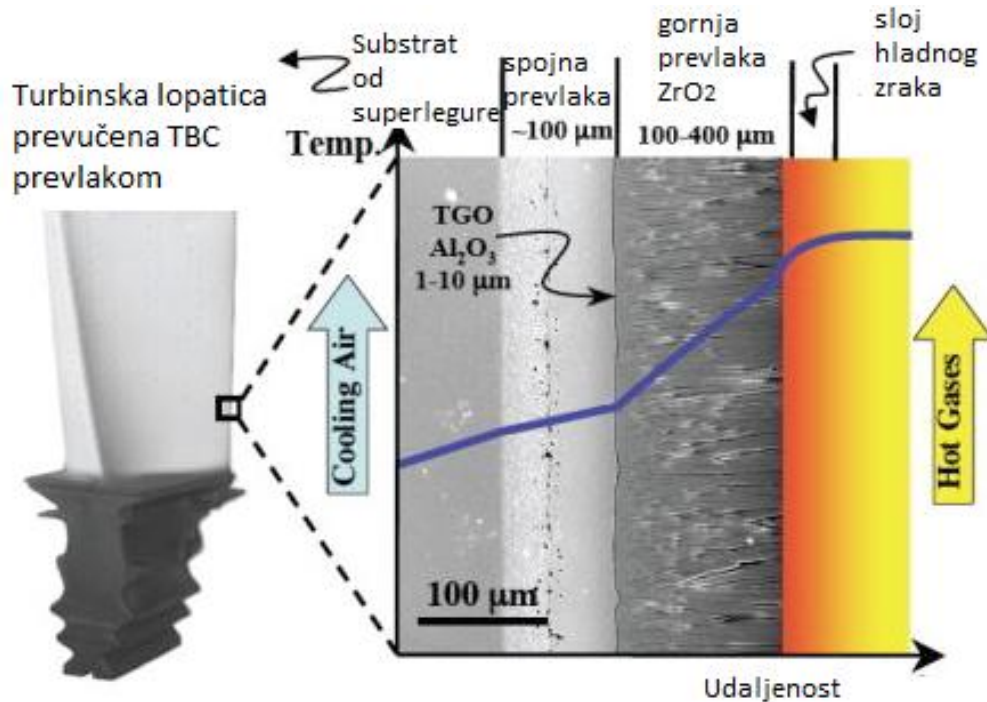 Turbinska lopatica
prevučena TBC
prevlakom
Substrat
od
superlegure
spojna
prevlaka
~100 µm
gornja
prevlaka
ZrO2
100-400 µm
sloj
hladnog
zraka
Temp.
TGO
Al₂O₃
1-10 µm
Cooling Air
Hot Gases
100 µm
Udaljenost